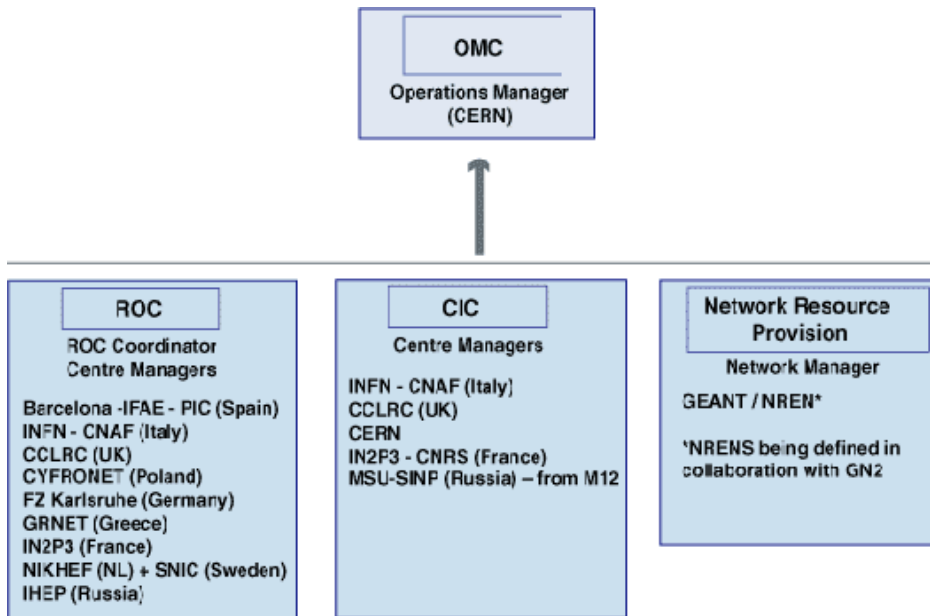 OMC
Operations Manager
(CERN)
ROC
ROC Coordinator
Centre Managers
Barcelona -IFAE - PIC (Spain)
INFN - CNAF (Italy)
CCLRC (UK)
CYFRONET (Poland)
FZ Karlsruhe (Germany)
GRNET (Greece)
IN2P3 (France)
NIKHEF (NL) + SNIC (Sweden)
IHEP (Russia)
CIC
Centre Managers
INFN - CNAF (Italy)
CCLRC (UK)
CERN
IN2P3 - CNRS (France)
MSU-SINP (Russia) – from M12
Network Resource
Provision
Network Manager
GEANT / NREN*
*NRENS being defined in
collaboration with GN2